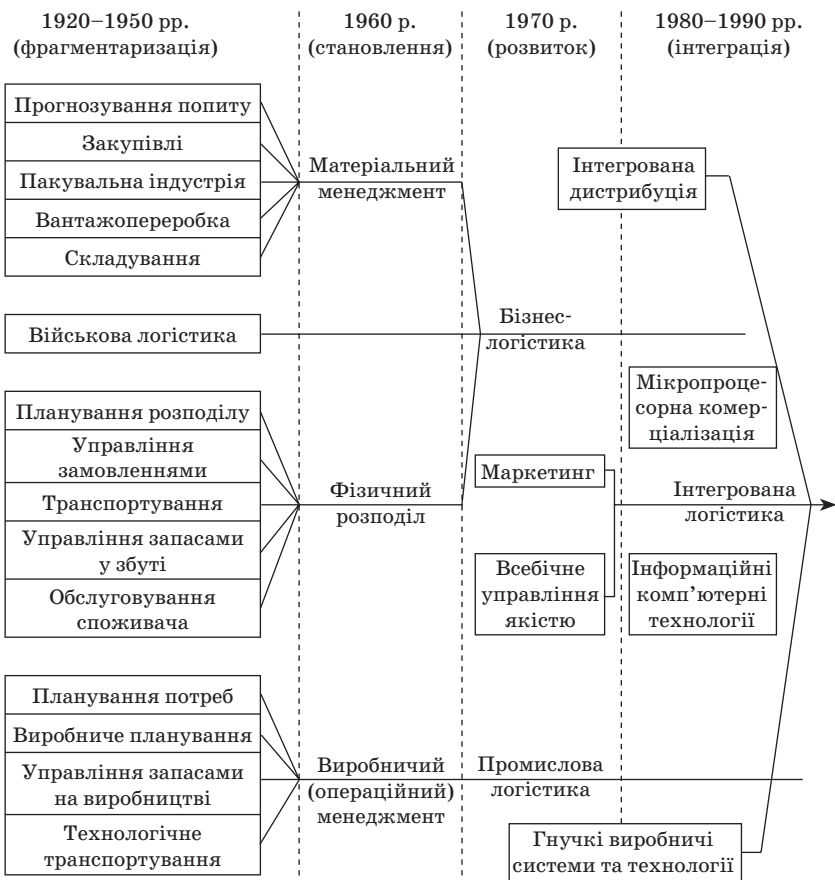 1920–1950 рр.
(фрагментаризація)
1960 р.
(становлення)
1970 р.
(розвиток)
1980–1990 рр.
(інтеграція)
Прогнозування попиту
Закупівлі
Пакувальна індустрія
Вантажопереробка
Складування
Матеріальний
менеджмент
Інтегрована
дистрибуція
Військова логістика
Бізнес-
логістика
Планування розподілу
Управління
замовленнями
Транспортування
Управління запасами
у збуті
Обслуговування
споживача
Фізичний
розподіл
Маркетинг
Всебічне
управління
якістю
Мікропроце-
сорна комер-
ціалізація
Інтегрована
логістика
Інформаційні
комп’ютерні
технології
Планування потреб
Виробниче планування
Управління запасами
на виробництві
Технологічне
транспортування
Виробничий
(операційний)
менеджмент
Промислова
логістика
Гнучкі виробничі
системи та технології